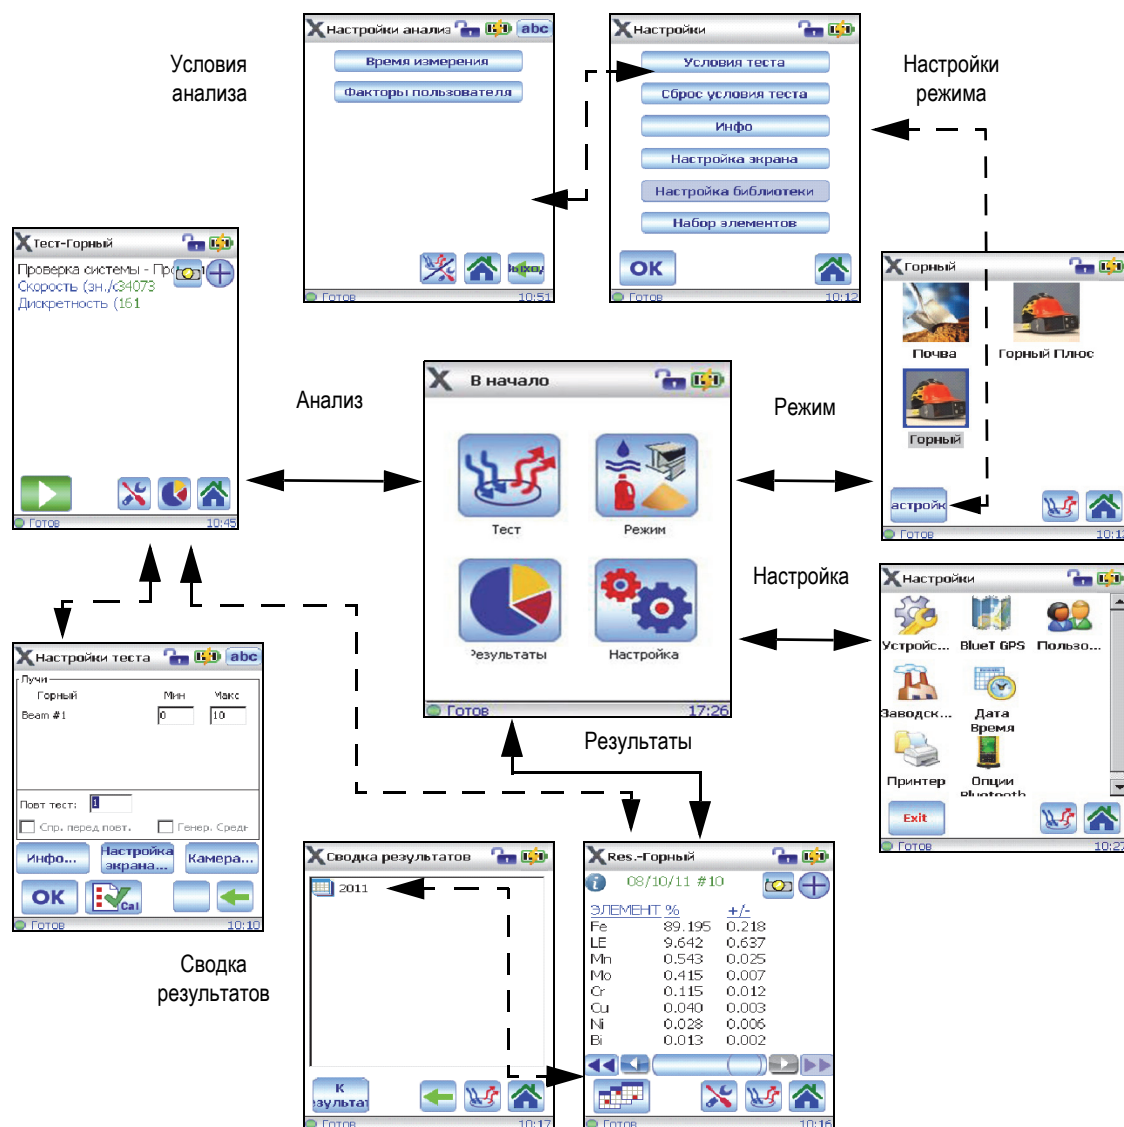 Условия
анализа
Настройки анализ
abc
Время измерения
Факторы пользователя
Готов
10:51
Настройки
Условия теста
Сброс условия теста
Инфо
Настройка экрана
Настройка библиотеки
Набор элементов
OK
Готов
10:12
Настройки
режима
Тест-Горный
Проверка системы -
Скорость (зн./с34073
Дискретность (161
Готов
10:45
Анализ
В начало
Тест
Режим
Результаты
Настройка
Готов
17:26
Режим
Горный
Почва
Горный Плюс
Горный
астройк
Готов
10:1
Настройка
Настройки
Устройс...
BlueT GPS
Пользо...
Заводск...
Дата
Время
Принтер
Опции
Bluetooth
Exit
Готов
10:27
Настройки теста
abc
Лучи
Горный
Мин
Макс
Beam #1
0
10
Повт тест:
1
Спр. перед повт.
Генер. Средн
Инфо...
Настройка
экрана...
Камера...
OK
Cal
Готов
10:10
Сводка
результатов
Результаты
Сводка результатов
2011
К
езультат
Готов
10:17
Res.-Горный
08/10/11 #10
ЭЛЕМЕНТ % +/-
Fe 89.195 0.218
LE 9.642 0.637
Mn 0.543 0.025
Mo 0.415 0.007
Cr 0.115 0.012
Cu 0.040 0.003
Ni 0.028 0.006
Bi 0.013 0.002
Готов
10:16